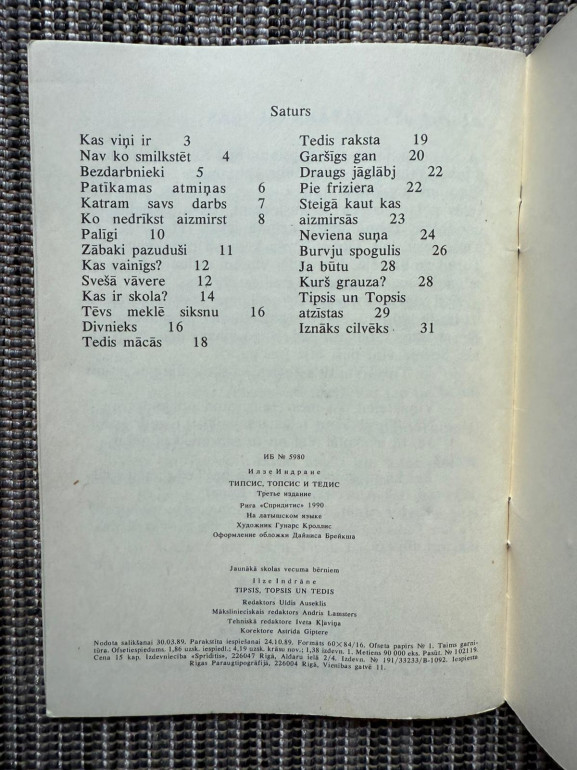 Saturs
Kas viņi ir 3
Nav ko smilkstēt 4
Bezdarbnieki 5
Patīkamas atmiņas 6
Katram savs darbs 7
Ko nedrīkst aizmirst 8
Palīgi 10
Zābaki pazuduši 11
Kas vainīgs? 12
Svešā vāvere 12
Kas ir skola? 14
Tēvs meklē siksnu 16
Divnieks 16
Tedis mācās 18
Tedis raksta 19
Garšīgs gan 20
Draugs jāglābj 22
Pie friziera 22
Steigā kaut kas
aizmirsās 23
Neviena suņa 24
Burvju spogulis 26
Ja būtu 28
Kurš grauza? 28
Tipsis un Topsis
atzīstas 29
Iznāks cilvēks 31
ИБ № 5980
Илзе Индране
ТИПСИС, ТОПСИС И ТЕДИС
Третье издание
Рига «Спридитис» 1990
На латышском языке
Художник Гунарс Кроллис
Оформление обложки Дайниса Брейкша
Jaunākā skolas vecuma bērniem
Ilze Indrāne
TIPSIS, TOPSIS UN TEDIS
Redaktors Uldis Auseklis
Mākslinieciskais redaktors Andris Lamsters
Tehniskā redaktore Iveta Kļaviņa
Korektore Astrīda Giptere
Nodota salikšanai 30.03.89. Parakstīta iespiešanai 24.10.89. Formāts 60×84/16. Ofseta papīrs № 1. Taims garni-
tūra. Ofsetiespiedums. 1,86 uzsk. iespiedl.; 4,19 uzsk. krāsu nov.; 1,38 izdevn. l. Metiens 90 000 eks. Pasūt. № 102119.
Cena 15 kap. Izdevniecība «Sprīdītis», 226047 Rīgā, Aldaru ielā 2/4. Izdevn. № 191/33233/B-1092. Iespiesta
Rīgas Paraugtipogrāfijā, 226004 Rīgā, Vienības gatvē 11.